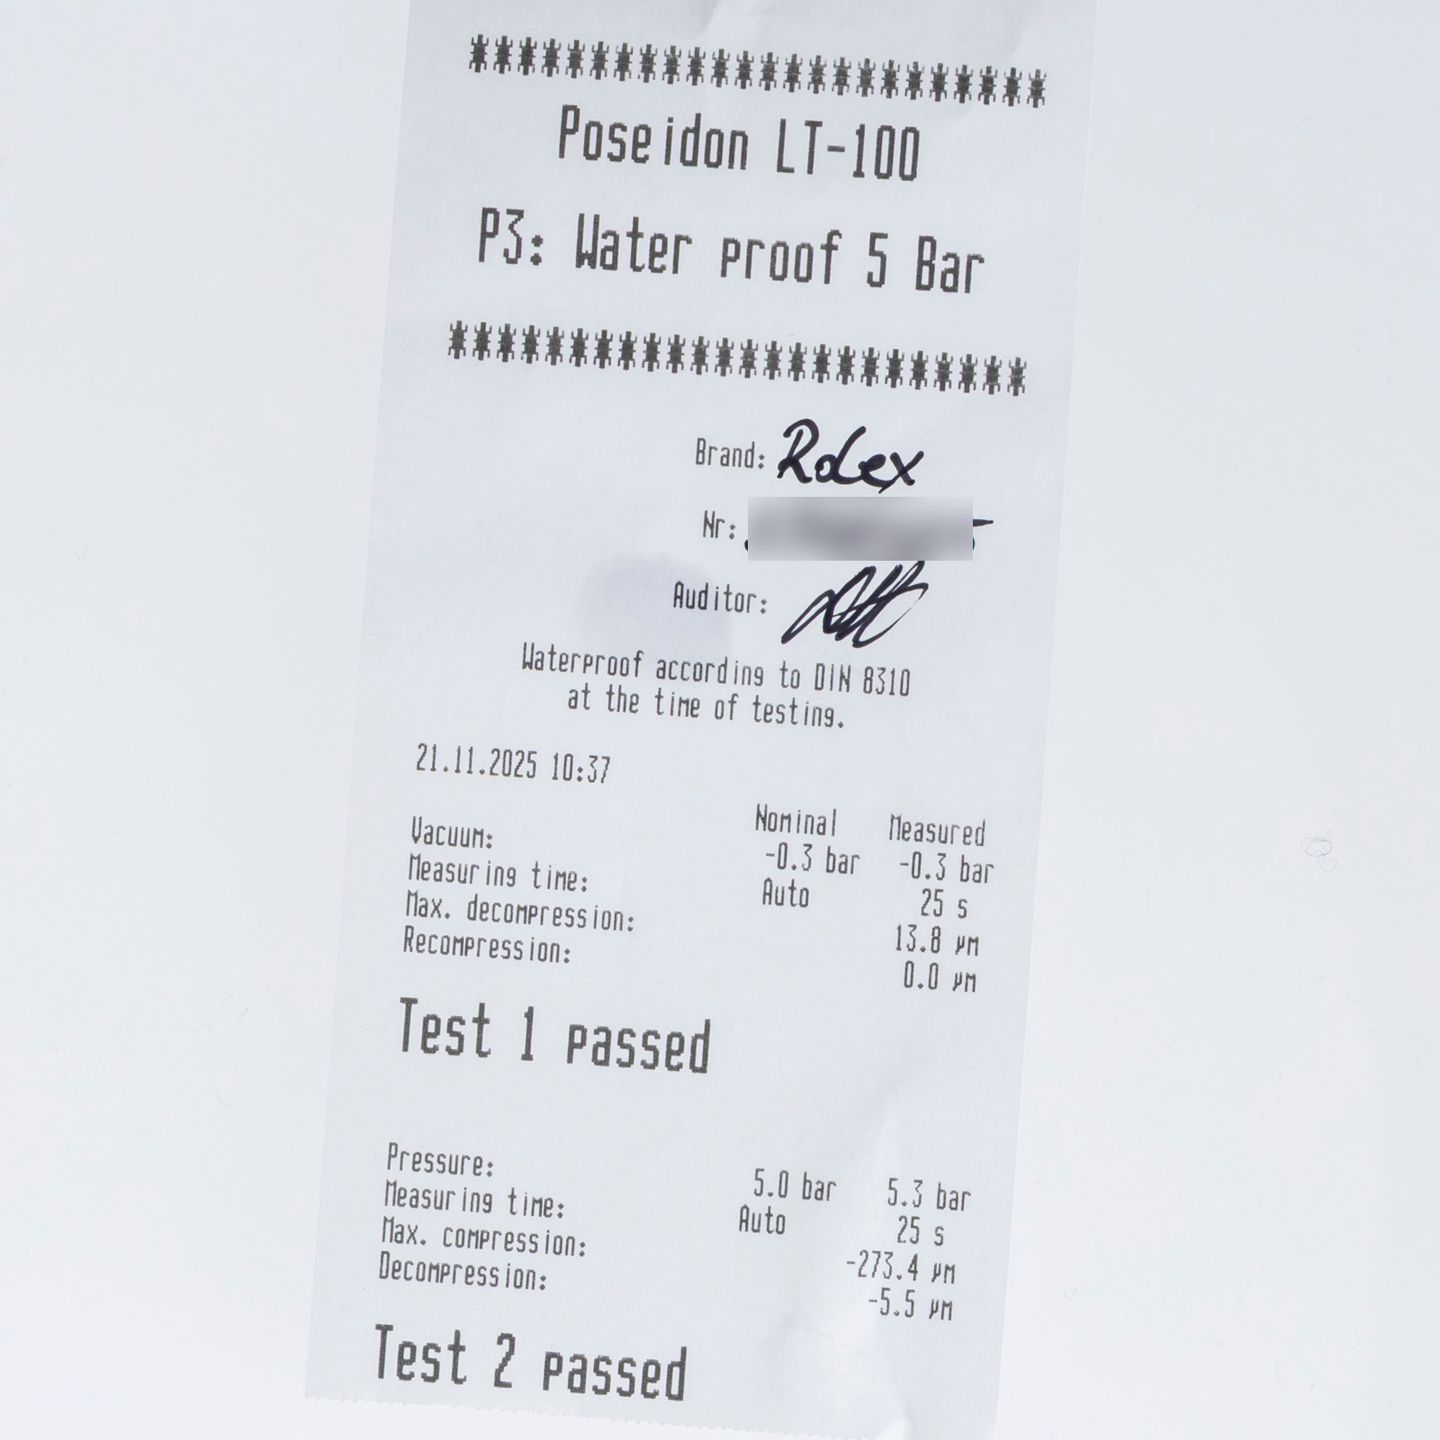 Poseidon LT-100
P3: Water proof 5 Bar
Brand: Rolex
Nr:
Auditor:
Waterproof according to DIN 8310
at the time of testing.
21.11.2025 10:37
Nominal Measured
Vacuum: -0.3 bar -0.3 bar
Measuring time: Auto 25 s
Max. decompression: 13.8 µm
Recompression: 0.0 µm
Test 1 passed
Pressure: 5.0 bar 5.3 bar
Measuring time: Auto 25 s
Max. compression: -273.4 µm
Decompression: -5.5 µm
Test 2 passed